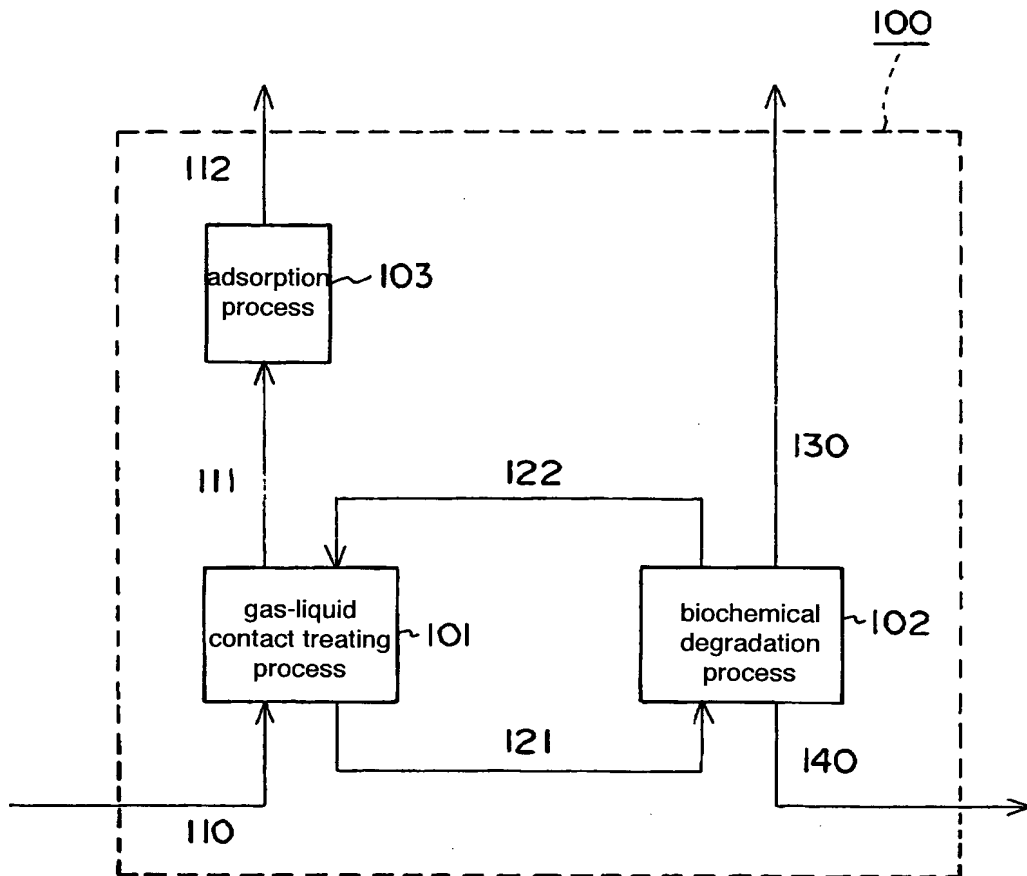 100
112
adsorption
process
103
111
122
130
gas-liquid
contact treating
process
101
biochemical
degradation
process
102
121
140
110